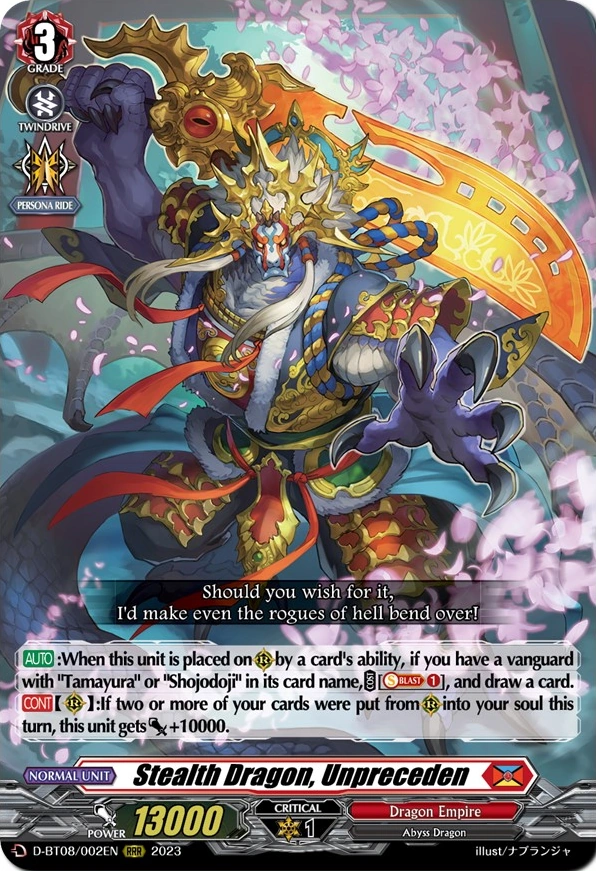 3
GRADE
TWINDRIVE
PERSONA RIDE
Should you wish for it,
I'd make even the rogues of hell bend over!
AUTO:When this unit is placed on R by a card's ability, if you have a vanguard
with "Tamayura" or "Shojodoji" in its card name, COST[S BLAST 1], and draw a card.
CONT【R】:If two or more of your cards were put from R into your soul this
turn, this unit gets +10000.
NORMAL UNIT
Stealth Dragon, Unpreceden
POWER 13000
CRITICAL
1
Dragon Empire
Abyss Dragon
D-BT08/002EN RRR 2023
illust/ナブランジャ